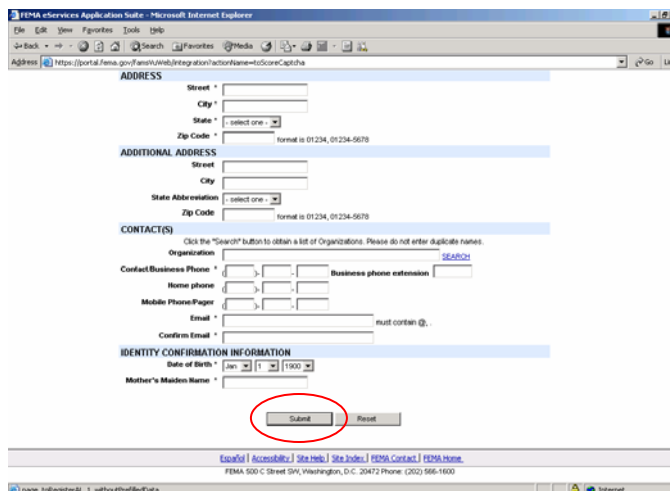 FEMA eServices Application Suite - Microsoft Internet Explorer
File Edit View Favorites Tools Help
Back Search Favorites Media
Address https://portal.fema.gov/famsVuWeb/integration?actionName=toScoreCaptcha Go
ADDRESS
Street *
City *
State * - select one -
Zip Code * format is 01234, 01234-5678
ADDITIONAL ADDRESS
Street
City
State Abbreviation - select one -
Zip Code format is 01234, 01234-5678
CONTACT(S)
Click the "Search" button to obtain a list of Organizations. Please do not enter duplicate names.
Organization SEARCH
Contact/Business Phone * ( )- - Business phone extension
Home phone ( )- -
Mobile Phone/Pager ( )- -
Email * must contain @, .
Confirm Email *
IDENTITY CONFIRMATION INFORMATION
Date of Birth * Jan 1 1900
Mother's Maiden Name *
Submit Reset
Español | Accessibility | Site Help | Site Index | FEMA Contact | FEMA Home
FEMA 500 C Street SW, Washington, D.C. 20472 Phone: (202) 566-1600
Internet